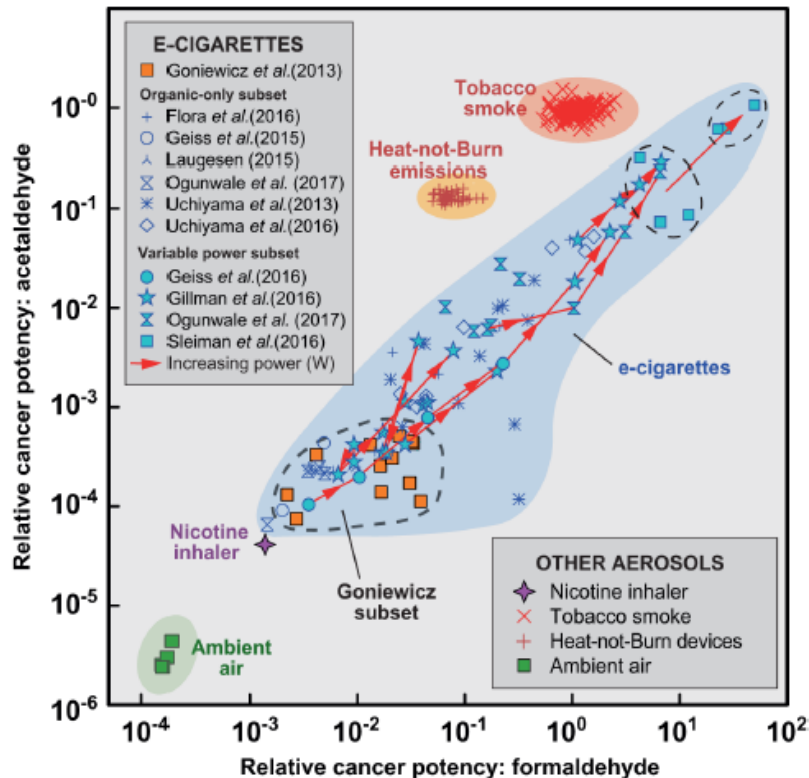 E-CIGARETTES
Goniewicz et al.(2013)
Organic-only subset
Flora et al.(2016)
Geiss et al.(2015)
Laugesen (2015)
Ogunwale et al.(2017)
Uchiyama et al.(2013)
Uchiyama et al.(2016)
Variable power subset
Geiss et al.(2016)
Gillman et al.(2016)
Ogunwale et al.(2017)
Sleiman et al.(2016)
Increasing power (W)
Tobacco
smoke
Heat-not-Burn
emissions
e-cigarettes
Nicotine
inhaler
Goniewicz
subset
Ambient
air
OTHER AEROSOLS
Nicotine inhaler
Tobacco smoke
Heat-not-Burn devices
Ambient air
Relative cancer potency: acetaldehyde
10⁻⁰
10⁻¹
10⁻²
10⁻³
10⁻⁴
10⁻⁵
10⁻⁶
10⁻⁴
10⁻³
10⁻²
10⁻¹
10⁰
10¹
10²
Relative cancer potency: formaldehyde